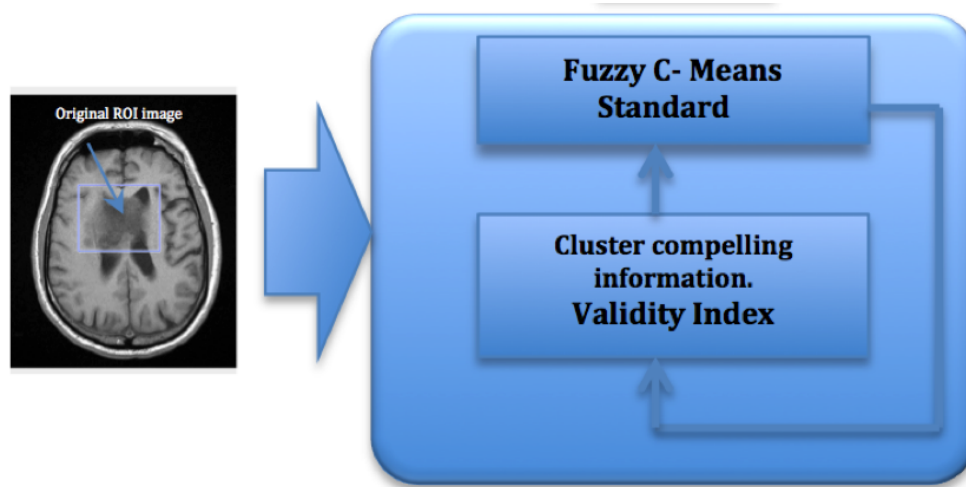 Original ROI image
Fuzzy C- Means
Standard
Cluster compelling
information.
Validity Index